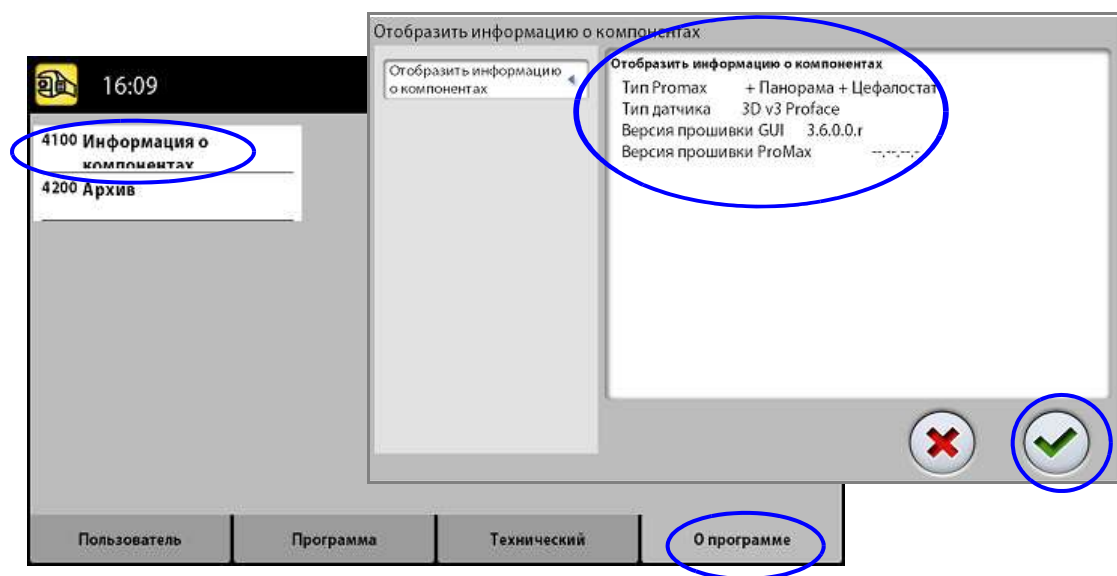 16:09
4100 Информация о
компонентах
4200 Архив
Пользователь
Программа
Технический
О программе
Отобразить информацию о компонентах
Отобразить информацию
о компонентах
Отобразить информацию о компонентах
Тип Promax + Панорама + Цефалостат
Тип датчика 3D v3 Proface
Версия прошивки GUI 3.6.0.0.r
Версия прошивки ProMax --.--.--.-